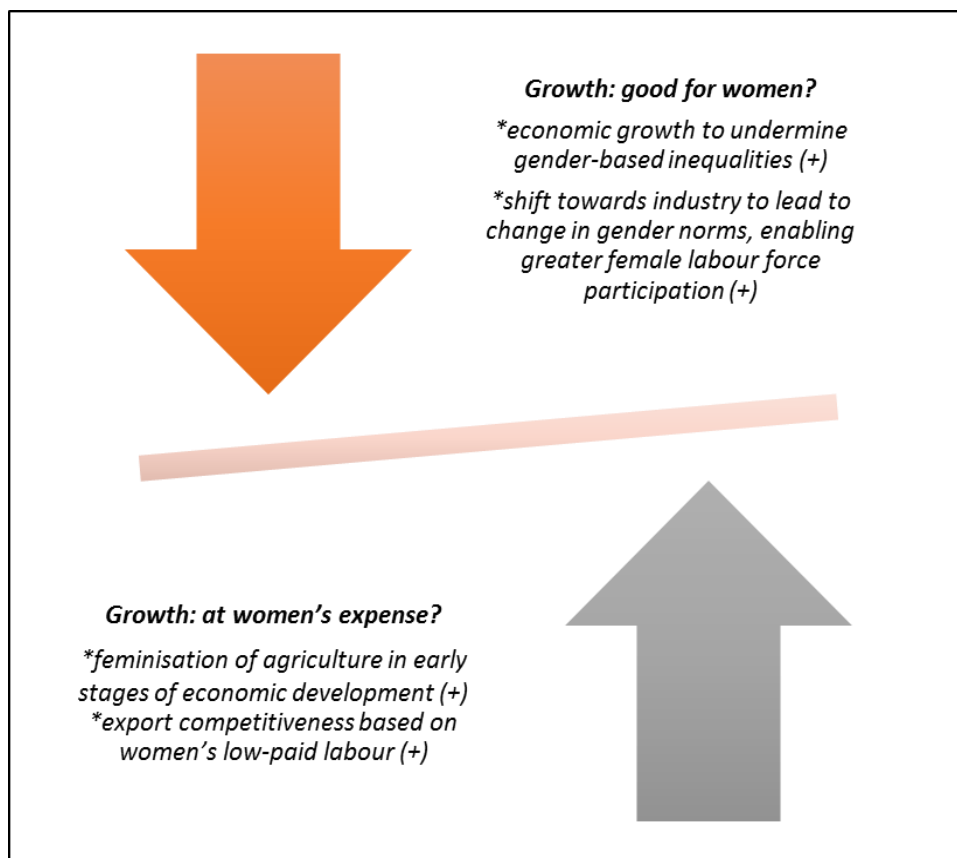 Growth: good for women?
*economic growth to undermine
gender-based inequalities (+)
*shift towards industry to lead to
change in gender norms, enabling
greater female labour force
participation (+)
Growth: at women’s expense?
*feminisation of agriculture in early
stages of economic development (+)
*export competitiveness based on
women’s low-paid labour (+)